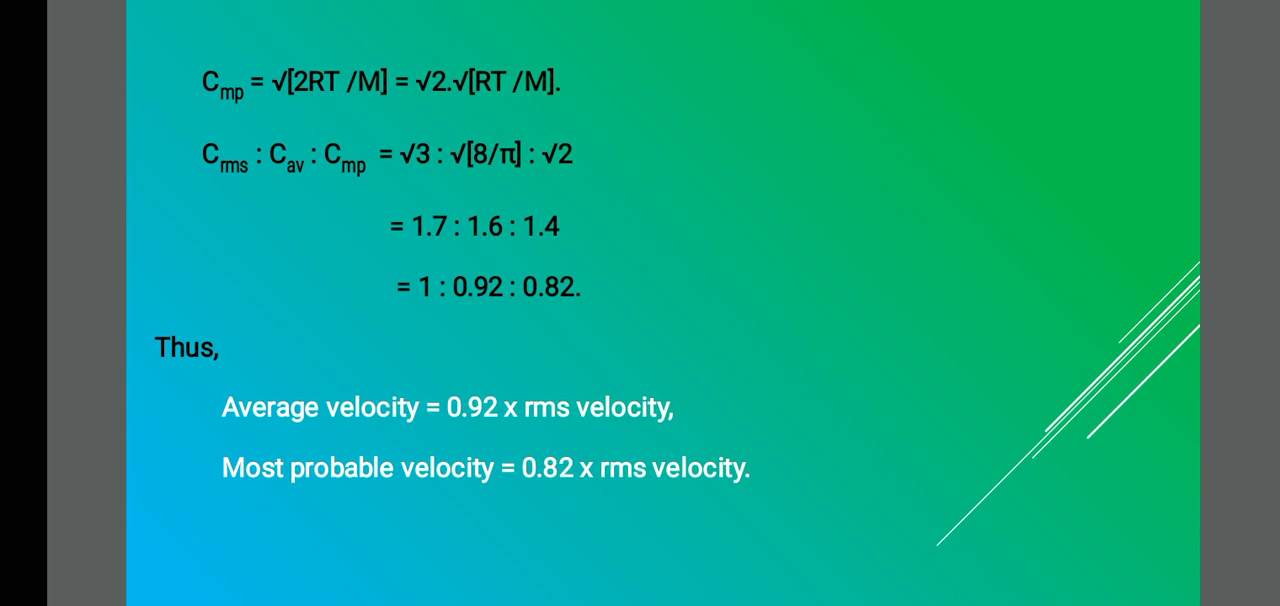 Cmp = √[2RT /M] = √2.√[RT /M].
Crms : Cav : Cmp = √3 : √[8/π] : √2
= 1.7 : 1.6 : 1.4
= 1 : 0.92 : 0.82.
Thus,
Average velocity = 0.92 x rms velocity,
Most probable velocity = 0.82 x rms velocity.